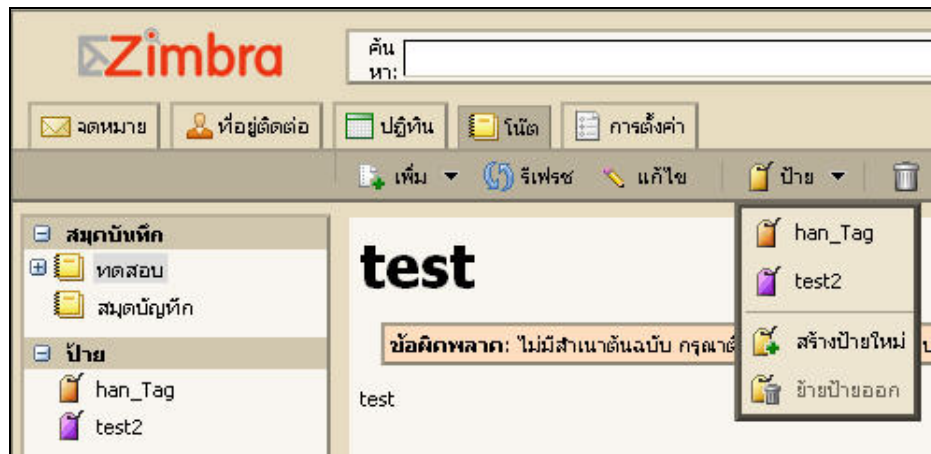 Zimbra
ค้น
หา:
จดหมาย ที่อยู่ติดต่อ ปฏิทิน โน๊ต การตั้งค่า
เพิ่ม รีเฟรช แก้ไข ป้าย
สมุดบันทึก
ทดสอบ
สมุดบัญทึก
ป้าย
han_Tag
test2
test
ข้อผิดพลาด: ไม่มีสำเนาต้นฉบับ กรุณาต้
test
han_Tag
test2
สร้างป้ายใหม่
ย้ายป้ายออก